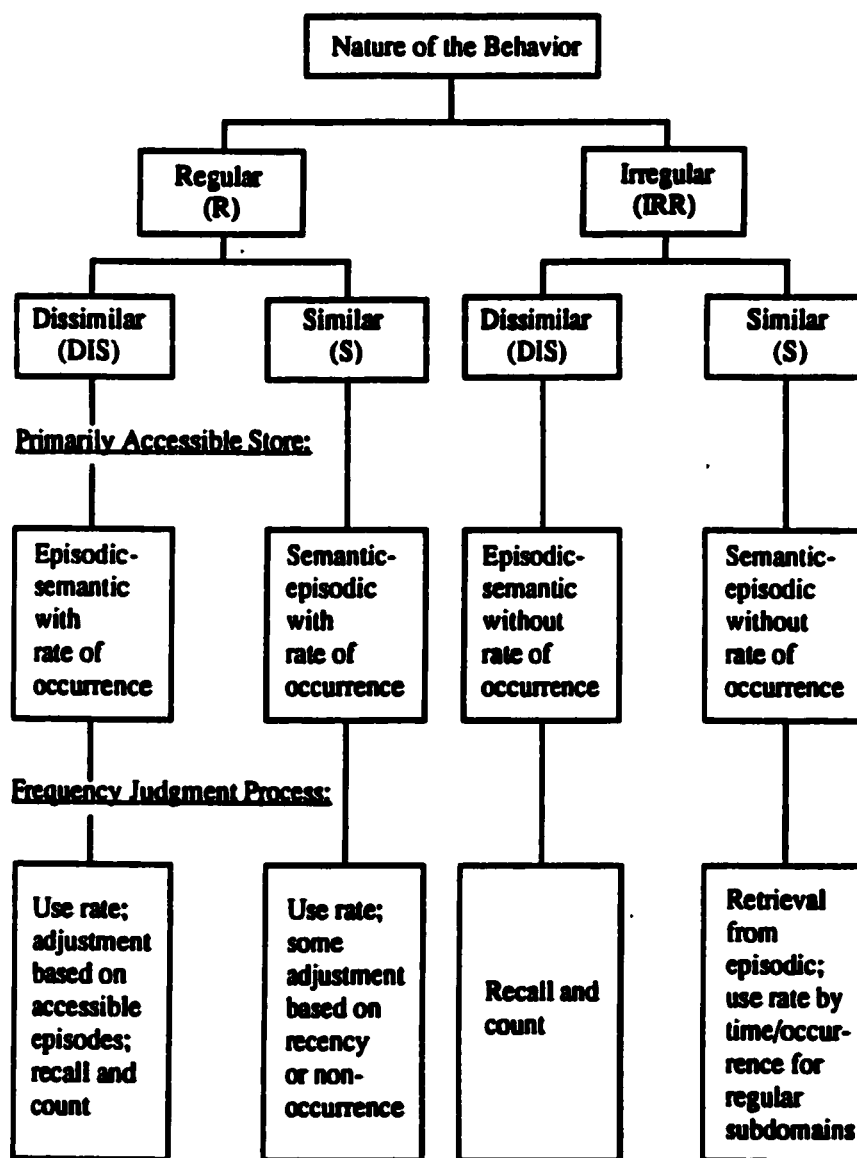 Nature of the Behavior
Regular
(R)
Irregular
(IRR)
Dissimilar
(DIS)
Similar
(S)
Dissimilar
(DIS)
Similar
(S)
Primarily Accessible Store:
Episodic-
semantic
with
rate of
occurrence
Semantic-
episodic
with
rate of
occurrence
Episodic-
semantic
without
rate of
occurrence
Semantic-
episodic
without
rate of
occurrence
Frequency Judgment Process:
Use rate;
adjustment
based on
accessible
episodes;
recall and
count
Use rate;
some
adjustment
based on
recency
or non-
occurrence
Recall and
count
Retrieval
from
episodic;
use rate by
time/occur-
rence for
regular
subdomains